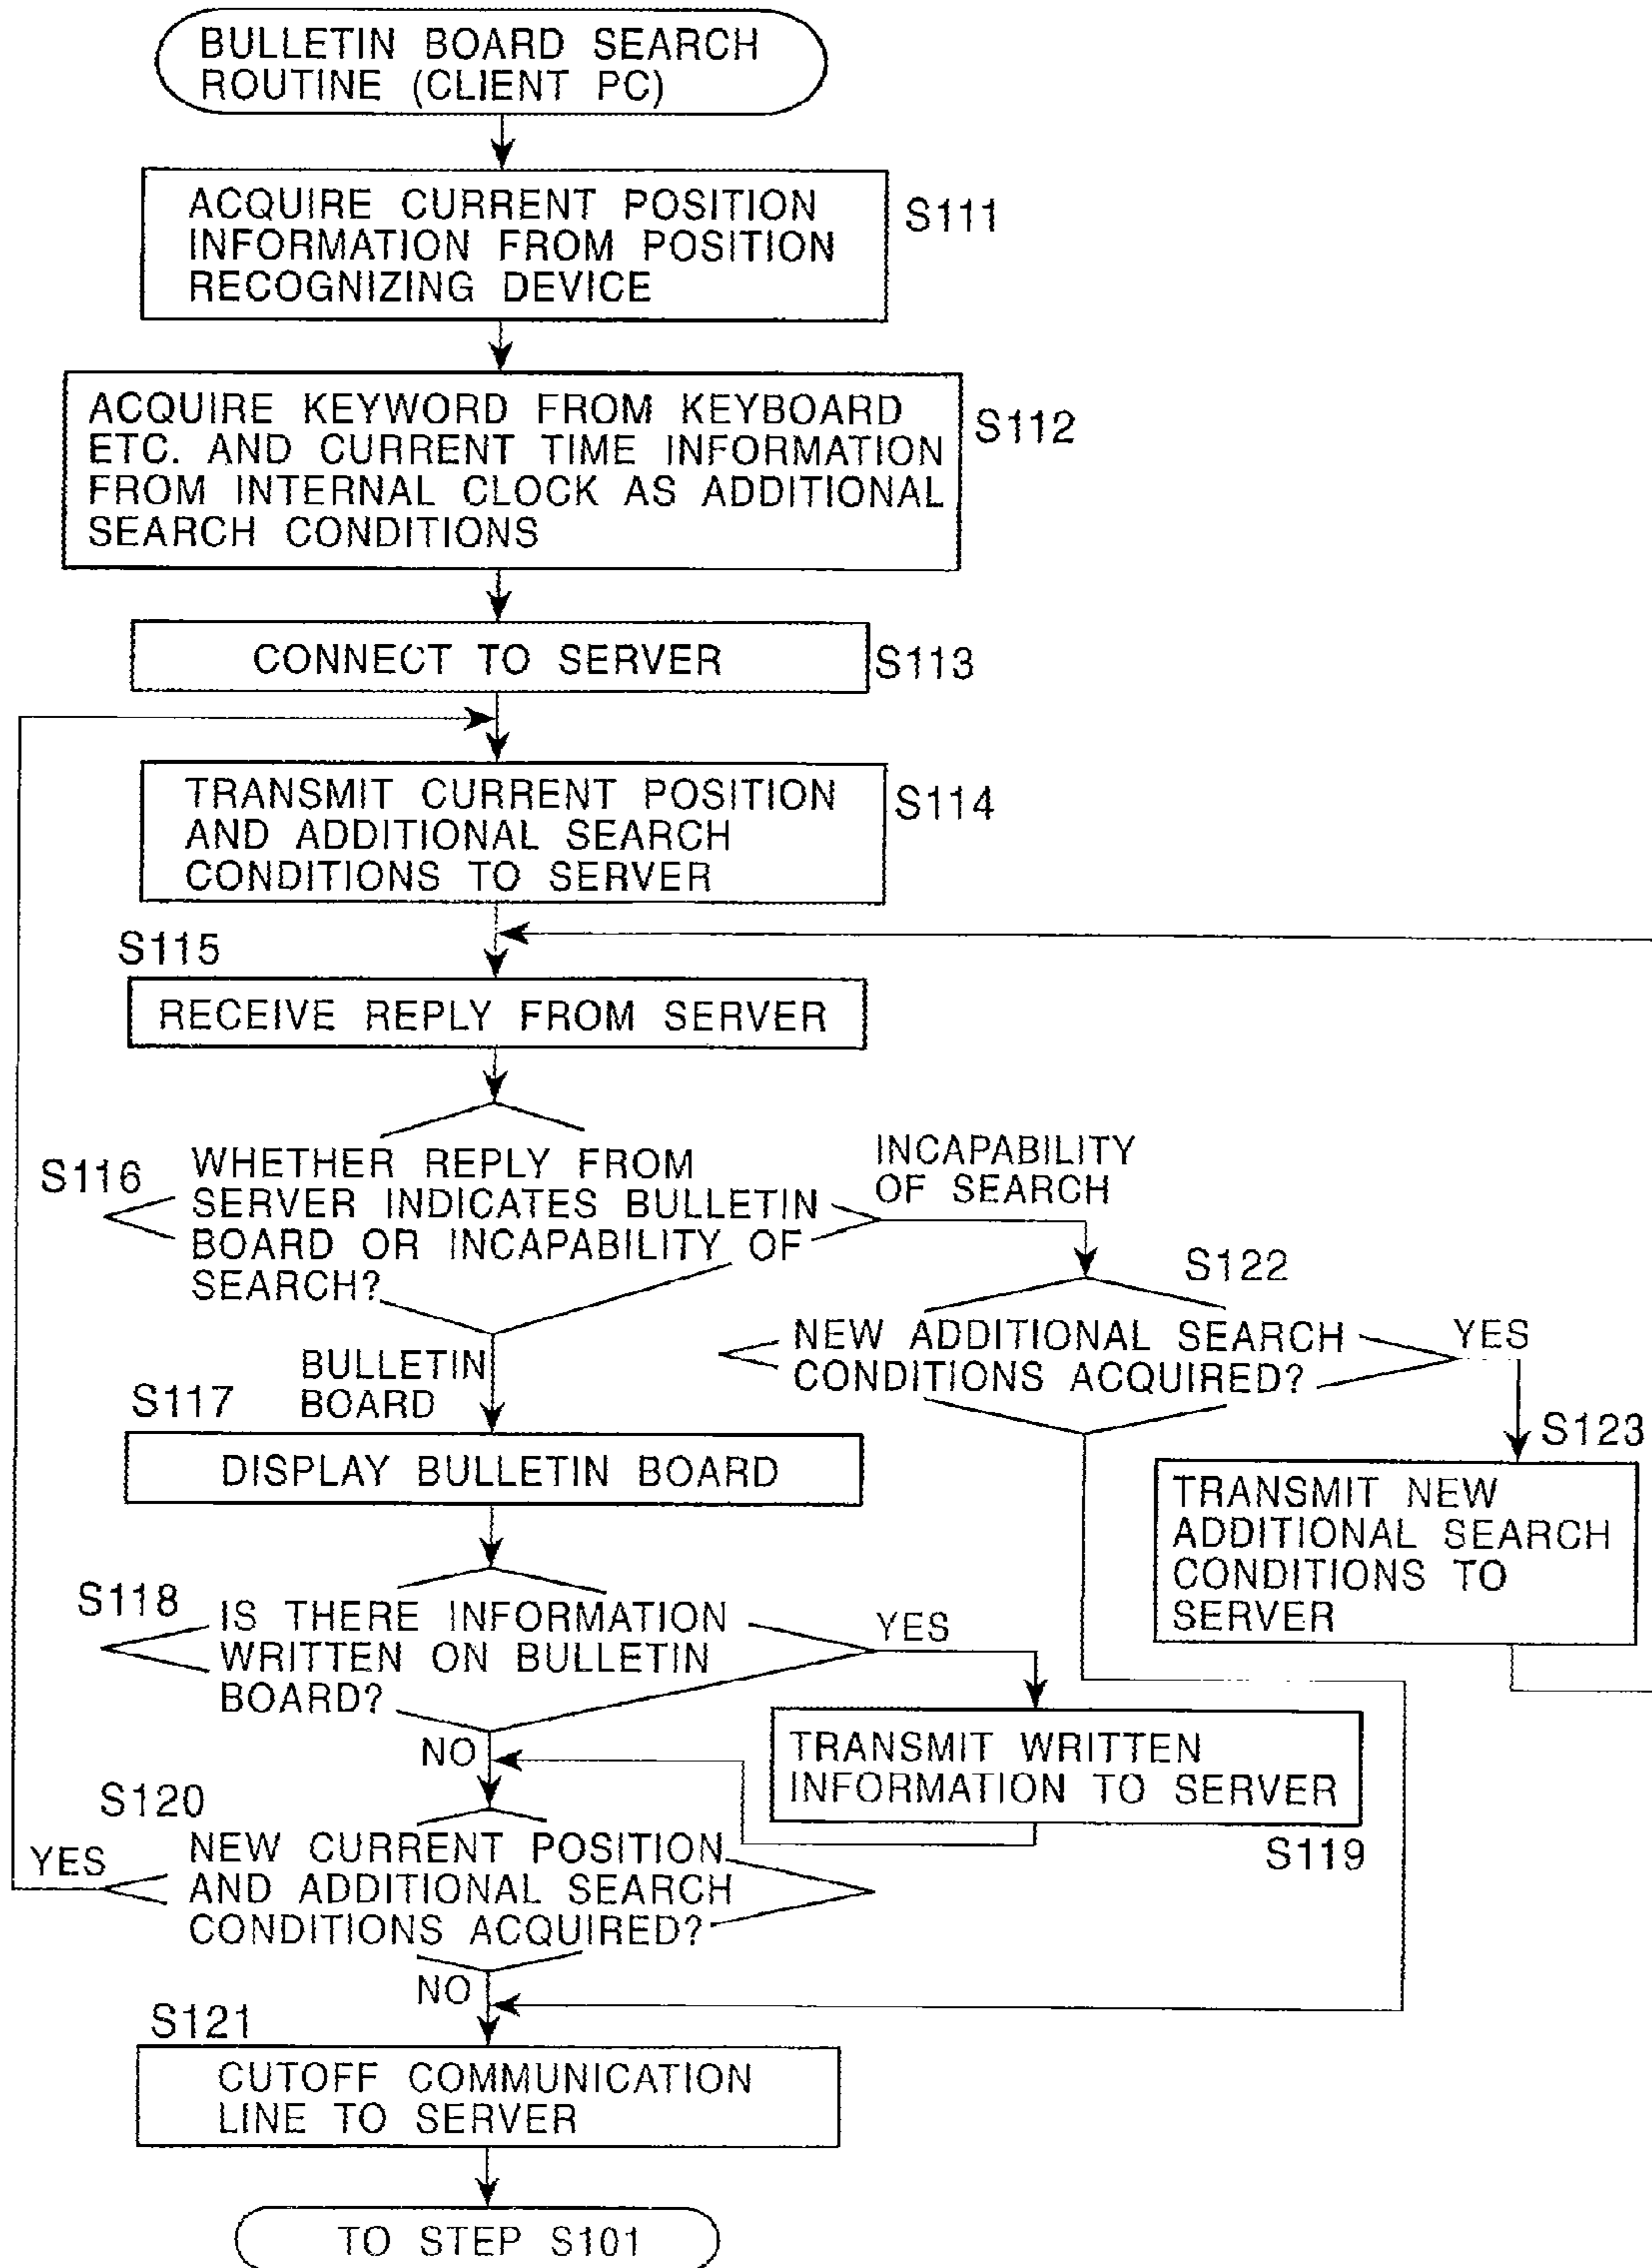 BULLETIN BOARD SEARCH
ROUTINE (CLIENT PC)
ACQUIRE CURRENT POSITION
INFORMATION FROM POSITION
RECOGNIZING DEVICE
S111
ACQUIRE KEYWORD FROM KEYBOARD
ETC. AND CURRENT TIME INFORMATION
FROM INTERNAL CLOCK AS ADDITIONAL
SEARCH CONDITIONS
S112
CONNECT TO SERVER
S113
TRANSMIT CURRENT POSITION
AND ADDITIONAL SEARCH
CONDITIONS TO SERVER
S114
S115
RECEIVE REPLY FROM SERVER
S116
WHETHER REPLY FROM
SERVER INDICATES BULLETIN
BOARD OR INCAPABILITY OF
SEARCH?
INCAPABILITY
OF SEARCH
S122
NEW ADDITIONAL SEARCH
CONDITIONS ACQUIRED?
YES
BULLETIN
BOARD
S117
DISPLAY BULLETIN BOARD
S123
TRANSMIT NEW
ADDITIONAL SEARCH
CONDITIONS TO
SERVER
S118
IS THERE INFORMATION
WRITTEN ON BULLETIN
BOARD?
YES
NO
TRANSMIT WRITTEN
INFORMATION TO SERVER
S119
S120
YES
NEW CURRENT POSITION
AND ADDITIONAL SEARCH
CONDITIONS ACQUIRED?
NO
S121
CUTOFF COMMUNICATION
LINE TO SERVER
TO STEP S101